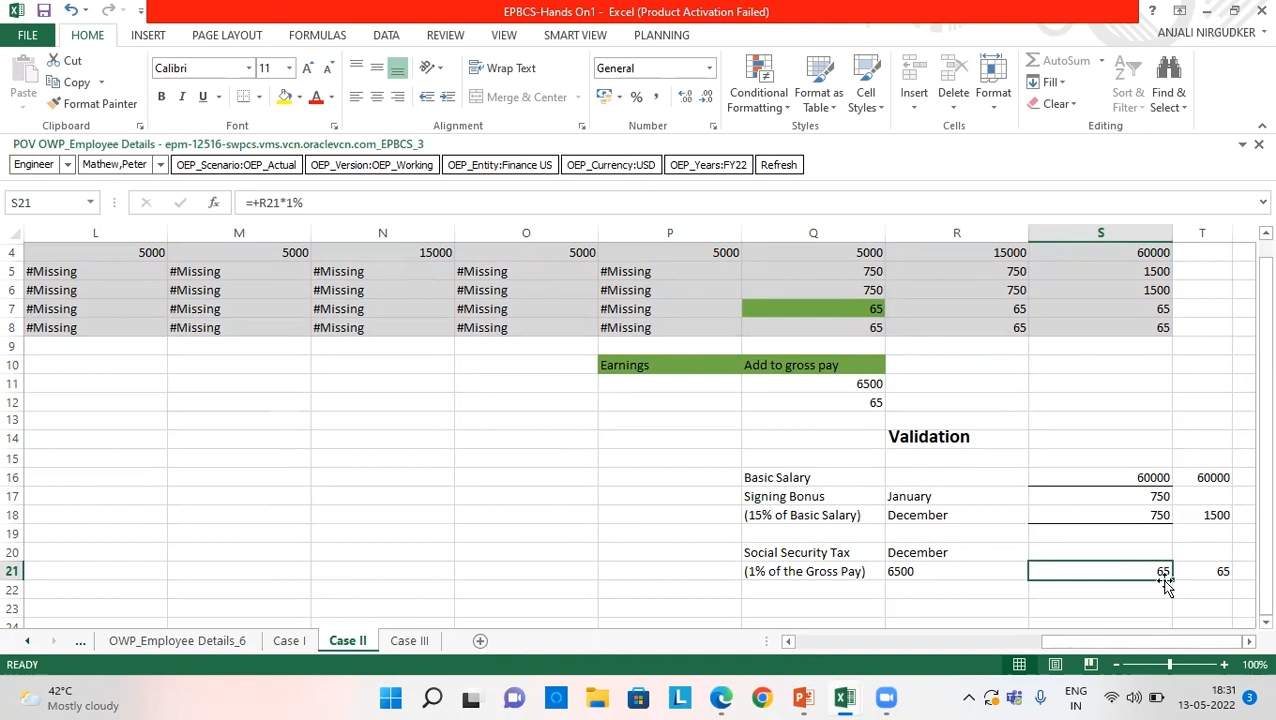 EPBCS-Hands On1 - Excel (Product Activation Failed)
FILE HOME INSERT PAGE LAYOUT FORMULAS DATA REVIEW VIEW SMART VIEW PLANNING ANJALI NIRGUDKER
Paste
Cut
Copy
Format Painter
Clipboard
Calibri 11
B I U
Font
Wrap Text
Merge & Center
Alignment
General
Number
Conditional Formatting
Format as Table
Cell Styles
Styles
Insert Delete Format
Cells
AutoSum
Fill
Clear
Sort & Filter
Find & Select
Editing
POV OWP_Employee Details - epm-12516-swpcs.vms.vcn.oraclevcn.com_EPBCS_3
Engineer Mathew,Peter OEP_Scenario:OEP_Actual OEP_Version:OEP_Working OEP_Entity:Finance US OEP_Currency:USD OEP_Years:FY22 Refresh
S21 fx =+R21*1%
L M N O P Q R S T
4 5000 5000 15000 5000 5000 5000 15000 60000
5 #Missing #Missing #Missing #Missing #Missing 750 750 1500
6 #Missing #Missing #Missing #Missing #Missing 750 750 1500
7 #Missing #Missing #Missing #Missing #Missing 65 65 65
8 #Missing #Missing #Missing #Missing #Missing 65 65 65
9
10 Earnings Add to gross pay
11 6500
12 65
13
14 Validation
15
16 Basic Salary 60000 60000
17 Signing Bonus January 750
18 (15% of Basic Salary) December 750 1500
19
20 Social Security Tax December
21 (1% of the Gross Pay) 6500 65 65
22
23
... OWP_Employee Details_6 Case I Case II Case III
READY 100%
42°C
Mostly cloudy
ENG
IN
18:31
13-05-2022
3